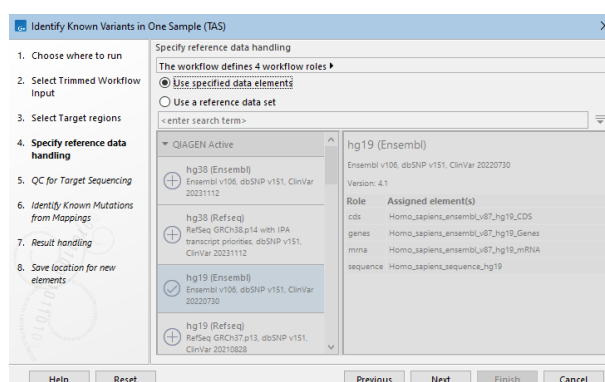 Identify Known Variants in One Sample (TAS)
1. Choose where to run
2. Select Trimmed Workflow
Input
3. Select Target regions
4. Specify reference data
handling
5. QC for Target Sequencing
6. Identify Known Mutations
from Mappings
7. Result handling
8. Save location for new
elements
Specify reference data handling
The workflow defines 4 workflow roles
Use specified data elements
Use a reference data set
<enter search term>
QIAGEN Active
hg38 (Ensembl)
Ensembl v106, dbSNP v151, ClinVar
20231112
hg38 (Refseq)
RefSeq GRCh38.p14 with IPA
transcript priorities, dbSNP v151,
ClinVar 20231112
hg19 (Ensembl)
Ensembl v106, dbSNP v151, ClinVar
20220730
hg19 (Refseq)
RefSeq GRCh37.p13, dbSNP v151,
ClinVar 20210828
hg19 (Ensembl)
Ensembl v106, dbSNP v151, ClinVar 20220730
Version: 4.1
Role Assigned element(s)
cds Homo_sapiens_ensembl_v87_hg19_CDS
genes Homo_sapiens_ensembl_v87_hg19_Genes
mrna Homo_sapiens_ensembl_v87_hg19_mRNA
sequence Homo_sapiens_sequence_hg19
Help Reset Previous Next Finish Cancel